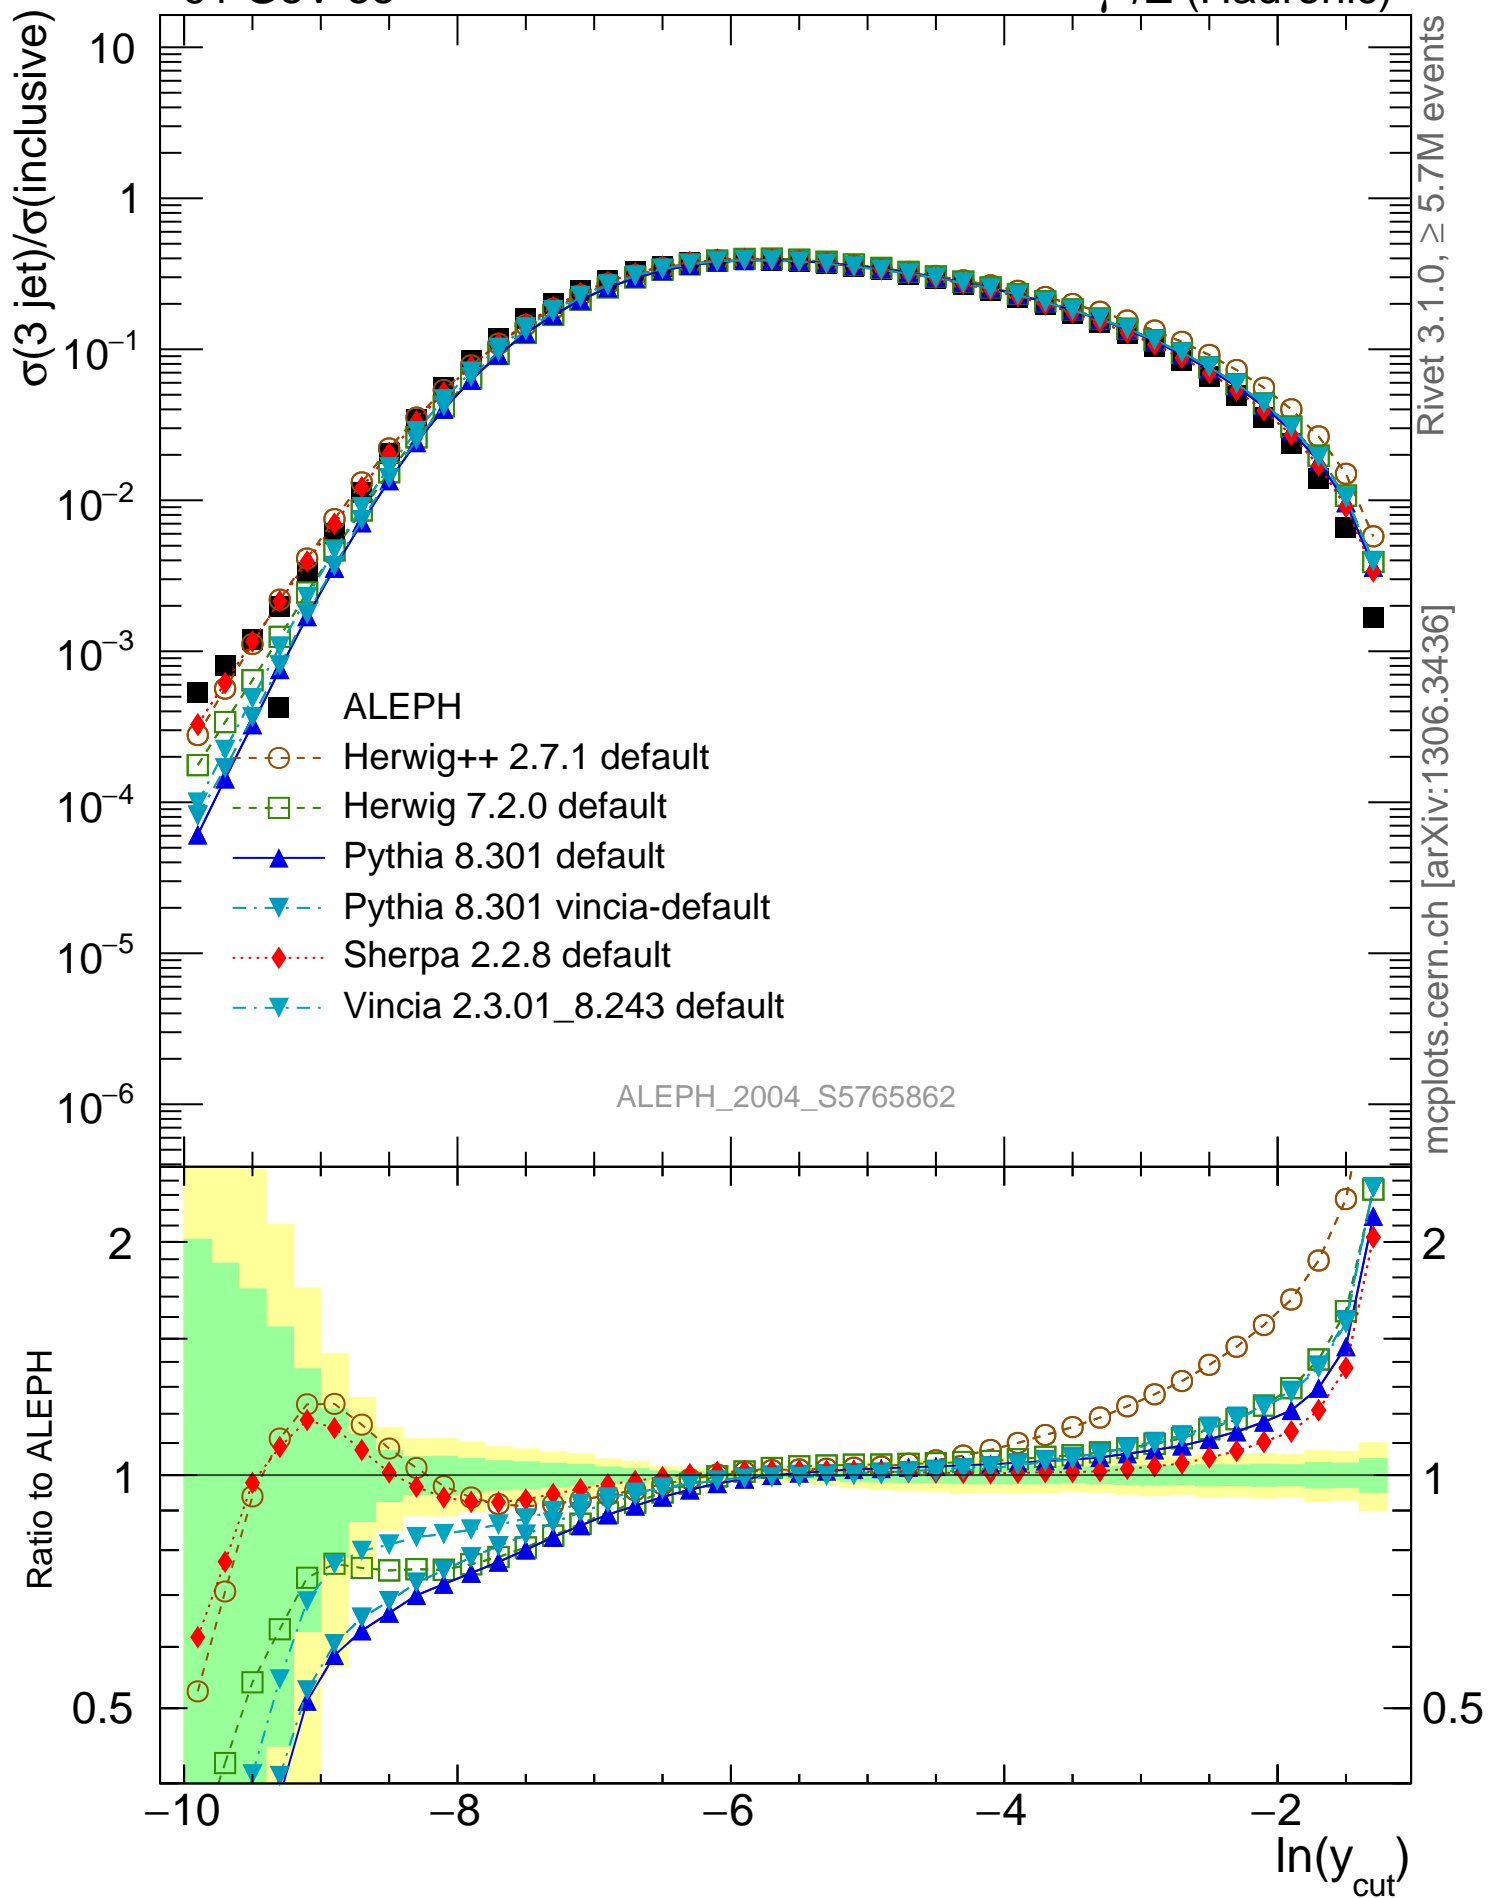 σ(3 jet)/σ(inclusive)
10
1
10−1
10−2
10−3
10−4
10−5
10−6
ALEPH
Herwig++ 2.7.1 default
Herwig 7.2.0 default
Pythia 8.301 default
Pythia 8.301 vincia-default
Sherpa 2.2.8 default
Vincia 2.3.01_8.243 default
ALEPH_2004_S5765862
Rivet 3.1.0, ≥ 5.7M events
mcplots.cern.ch [arXiv:1306.3436]
Ratio to ALEPH
2
1
0.5
2
1
0.5
−10 −8 −6 −4 −2
ln(ycut)